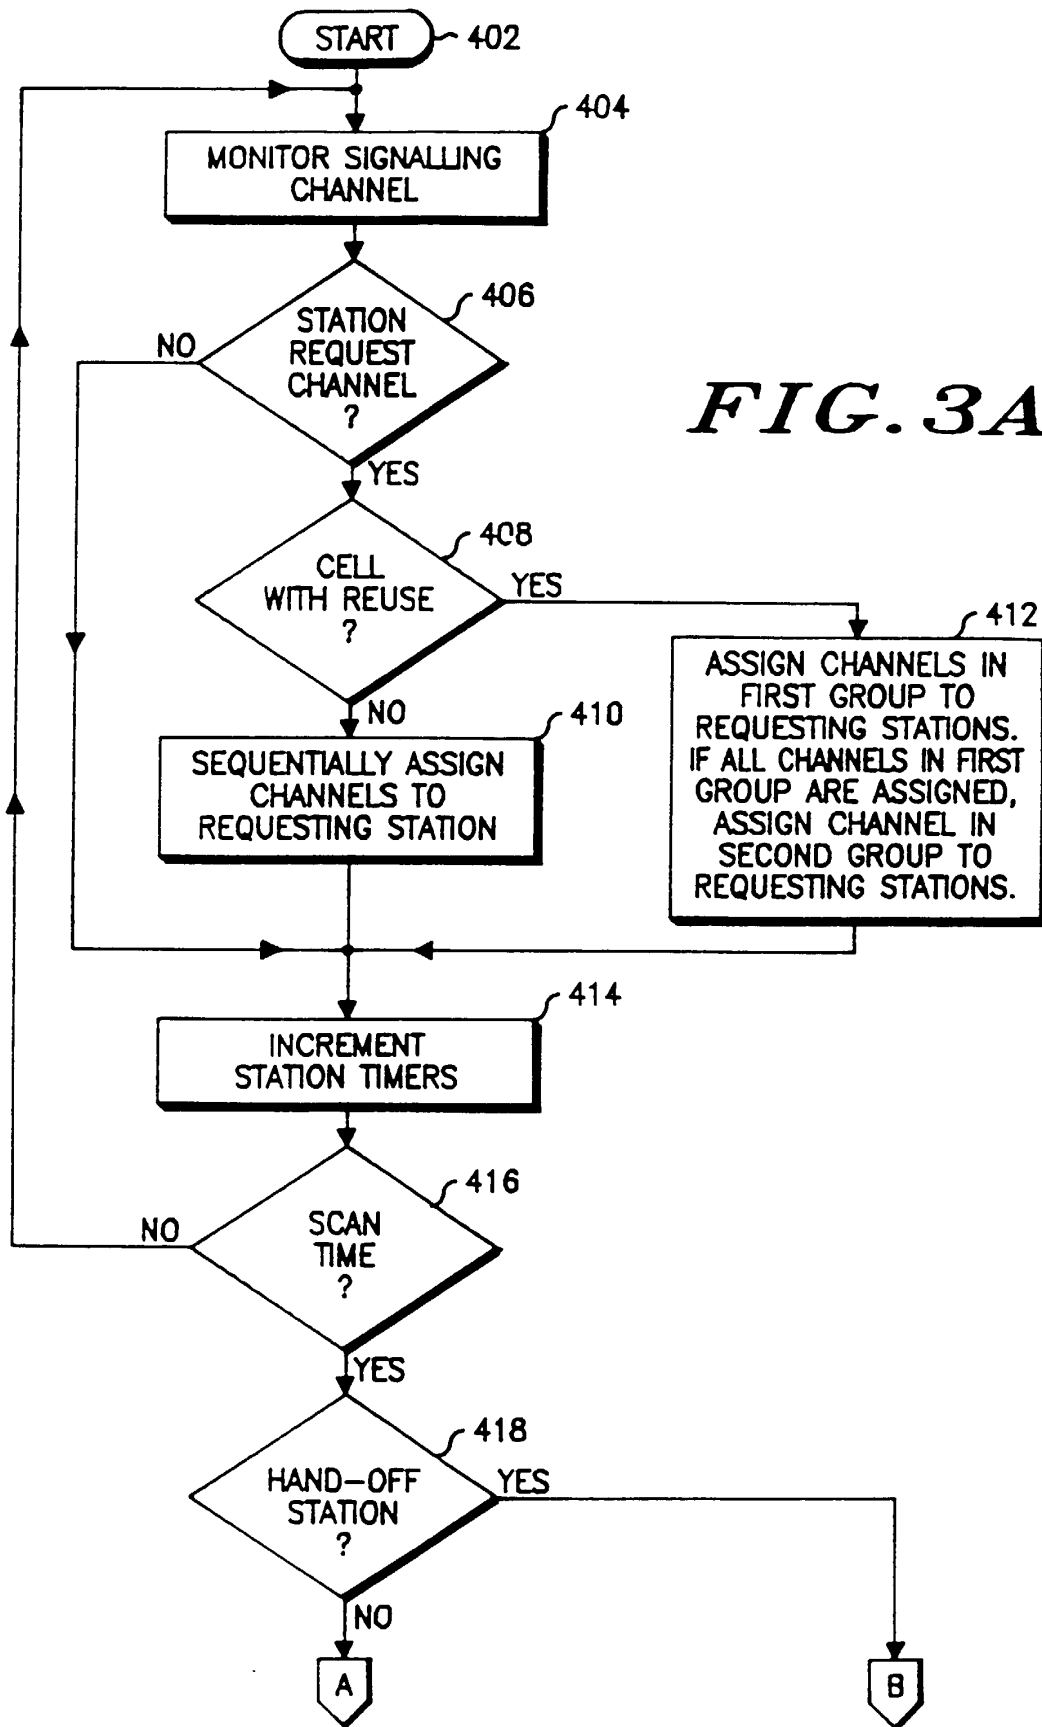 START
402
404
MONITOR SIGNALLING
CHANNEL
406
STATION
REQUEST
CHANNEL
?
NO
YES
FIG. 3A
408
CELL
WITH REUSE
?
YES
NO
412
ASSIGN CHANNELS IN
FIRST GROUP TO
REQUESTING STATIONS.
IF ALL CHANNELS IN FIRST
GROUP ARE ASSIGNED,
ASSIGN CHANNEL IN
SECOND GROUP TO
REQUESTING STATIONS.
410
SEQUENTIALLY ASSIGN
CHANNELS TO
REQUESTING STATION
414
INCREMENT
STATION TIMERS
416
SCAN
TIME
?
NO
YES
418
HAND-OFF
STATION
?
YES
NO
A
B